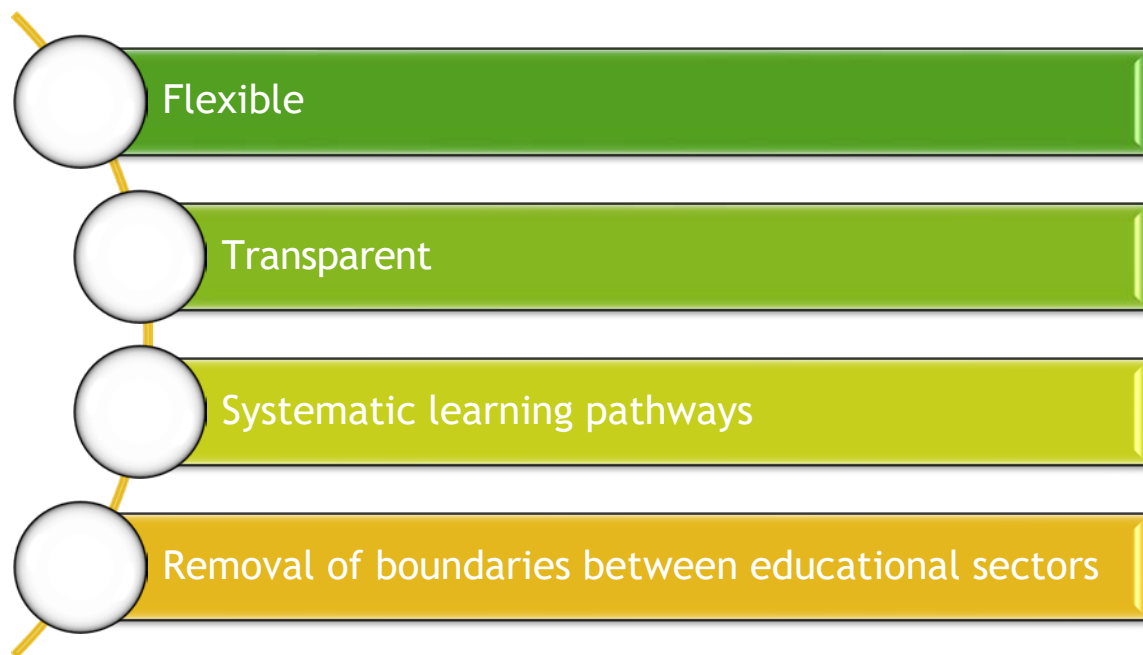 Flexible
Transparent
Systematic learning pathways
Removal of boundaries between educational sectors